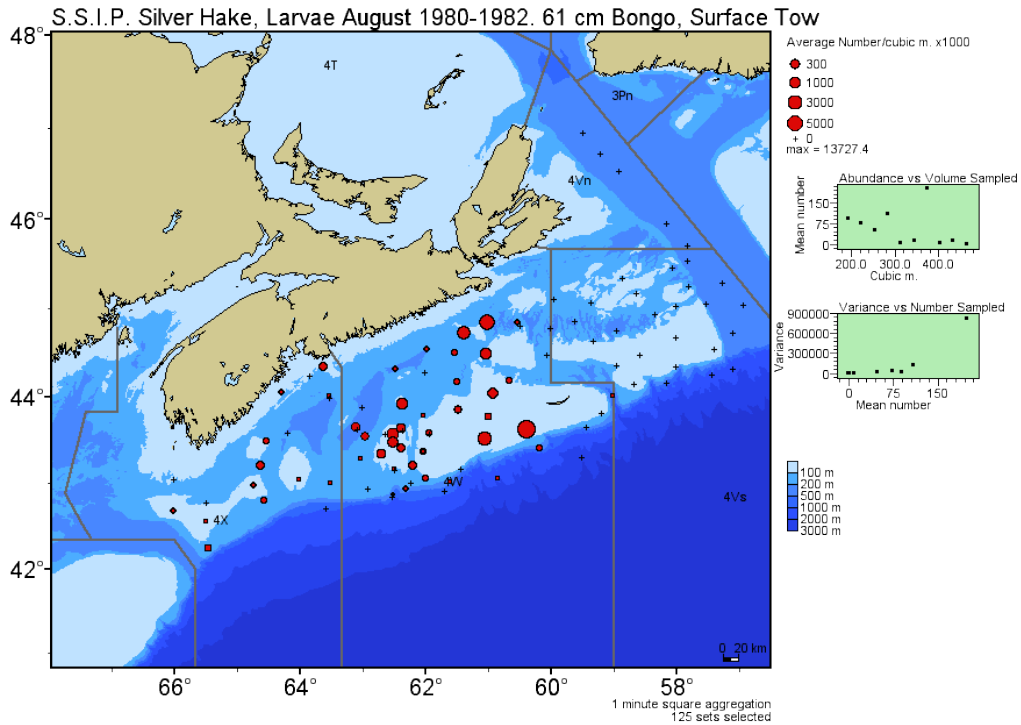 S.S.I.P. Silver Hake, Larvae August 1980-1982. 61 cm Bongo, Surface Tow
48°
46°
44°
42°
66°
64°
62°
60°
58°
4T
3Pn
4Vn
4W
4X
4Vs
0 20 km
1 minute square aggregation
125 sets selected
Average Number/cubic m. x1000
300
1000
3000
5000
0
max = 13727.4
Abundance vs Volume Sampled
Mean number
150
75
0
200.0 300.0 400.0
Cubic m.
Variance vs Number Sampled
Variance
900000
600000
300000
0
0 150
Mean number
100 m
200 m
500 m
1000 m
2000 m
3000 m